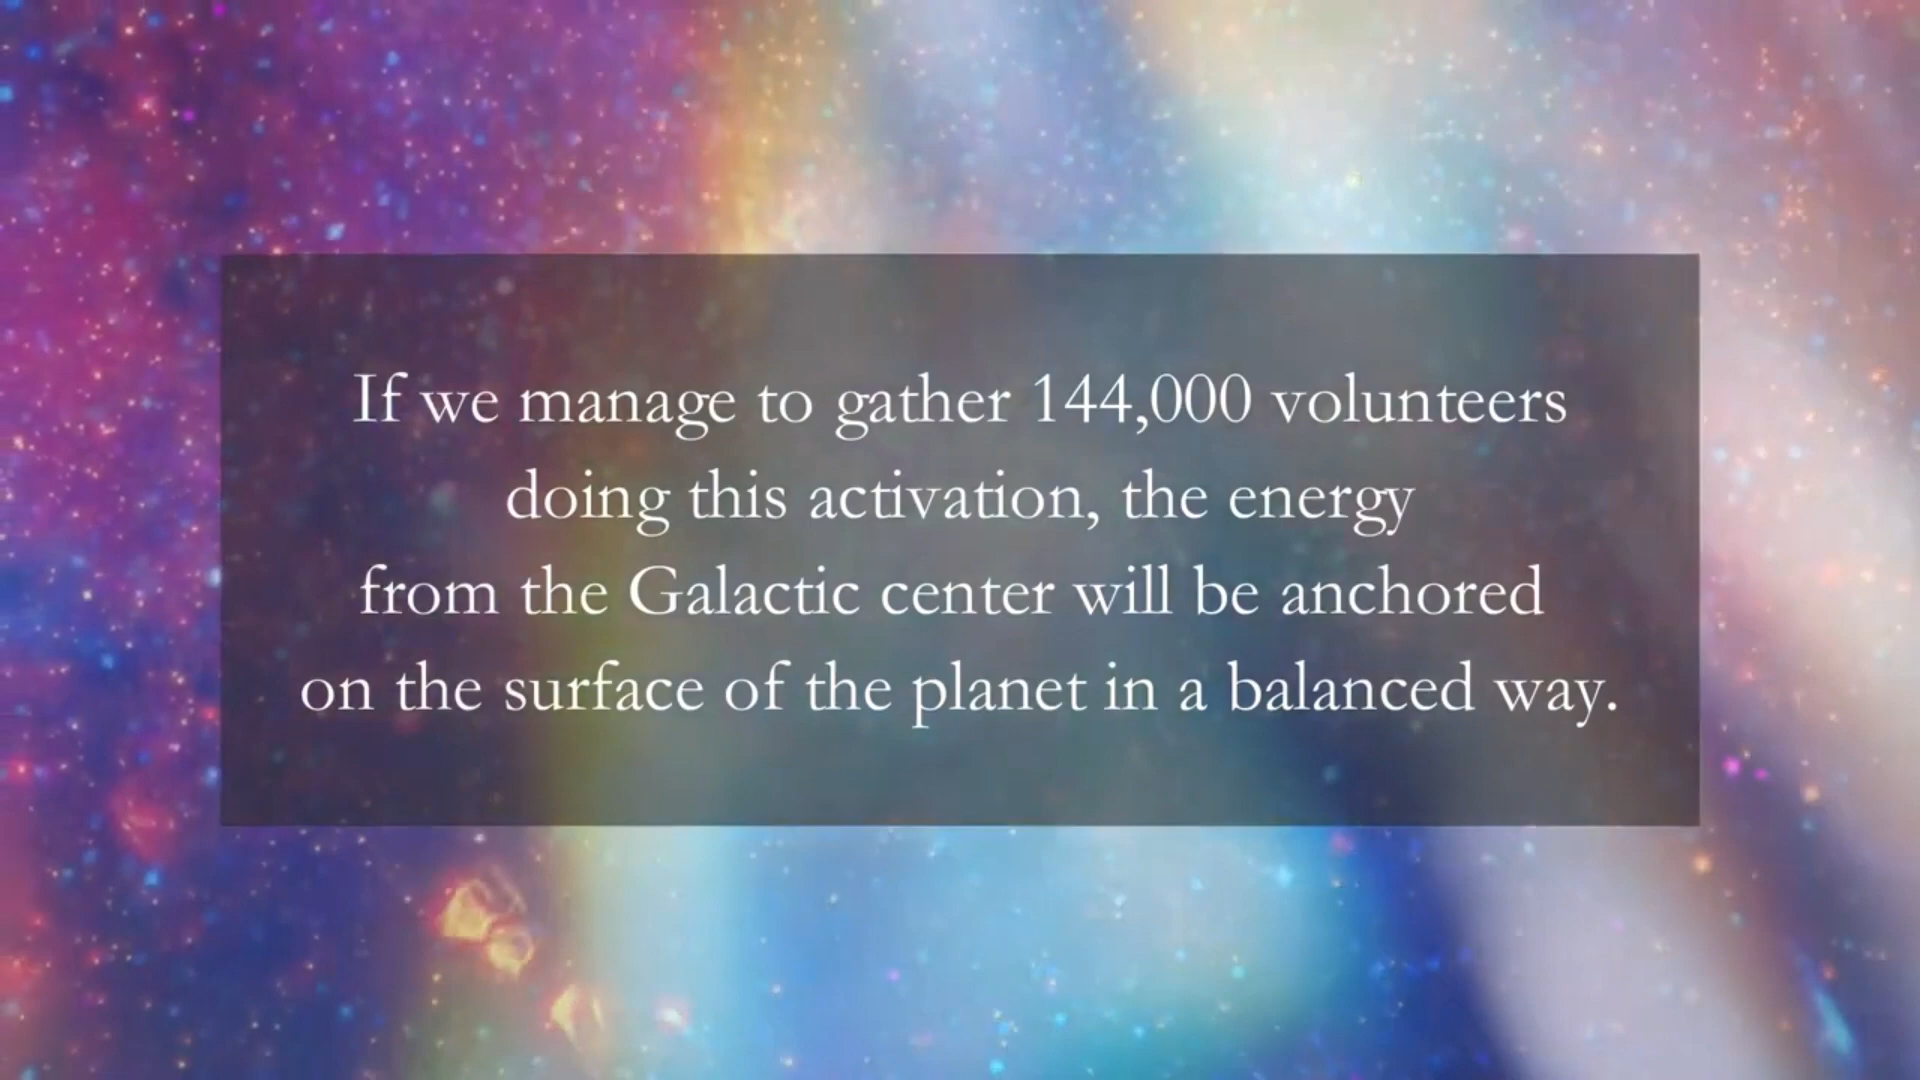 If we manage to gather 144,000 volunteers
doing this activation, the energy
from the Galactic center will be anchored
on the surface of the planet in a balanced way.